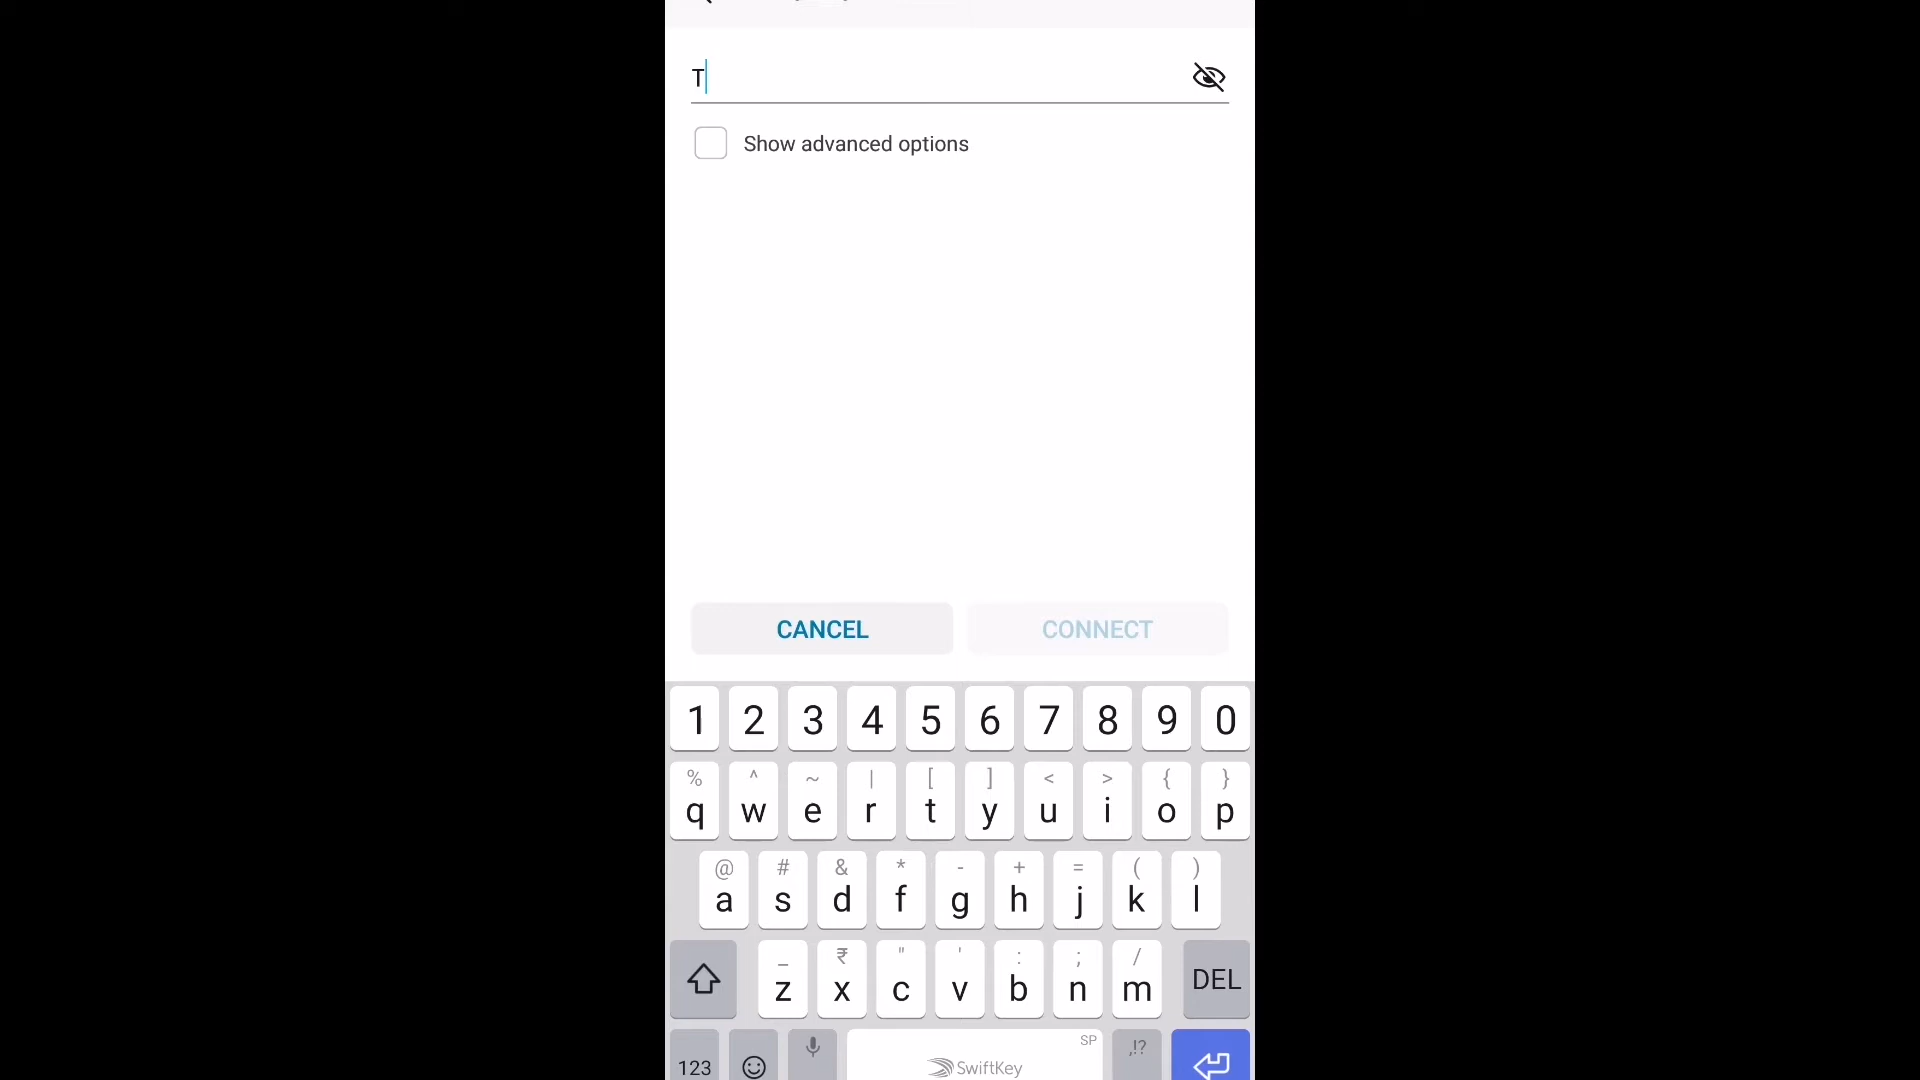 T
Show advanced options
CANCEL CONNECT
1 2 3 4 5 6 7 8 9 0
% ^ ~ | [ ] < > { }
q w e r t y u i o p
@ # & * - + = ( )
a s d f g h j k l
_ ₹ " ' : ; /
z x c v b n m DEL
SP ,!?
123 SwiftKey